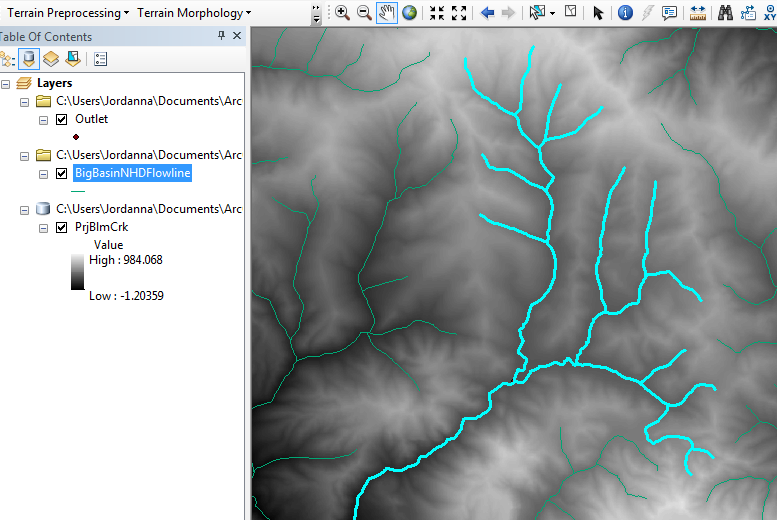 Terrain Preprocessing Terrain Morphology
XY
Table Of Contents
Layers
C:\Users\Jordanna\Documents\Arc
Outlet
C:\Users\Jordanna\Documents\Arc
BigBasinNHDFlowline
C:\Users\Jordanna\Documents\Arc
PrjBlmCrk
Value
High : 984.068
Low : -1.20359